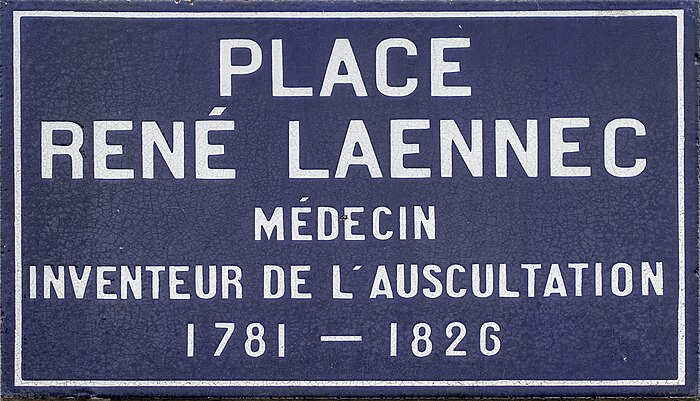 PLACE
RENÉ LAENNEC
MÉDECIN
INVENTEUR DE L'AUSCULTATION
1781 — 1826